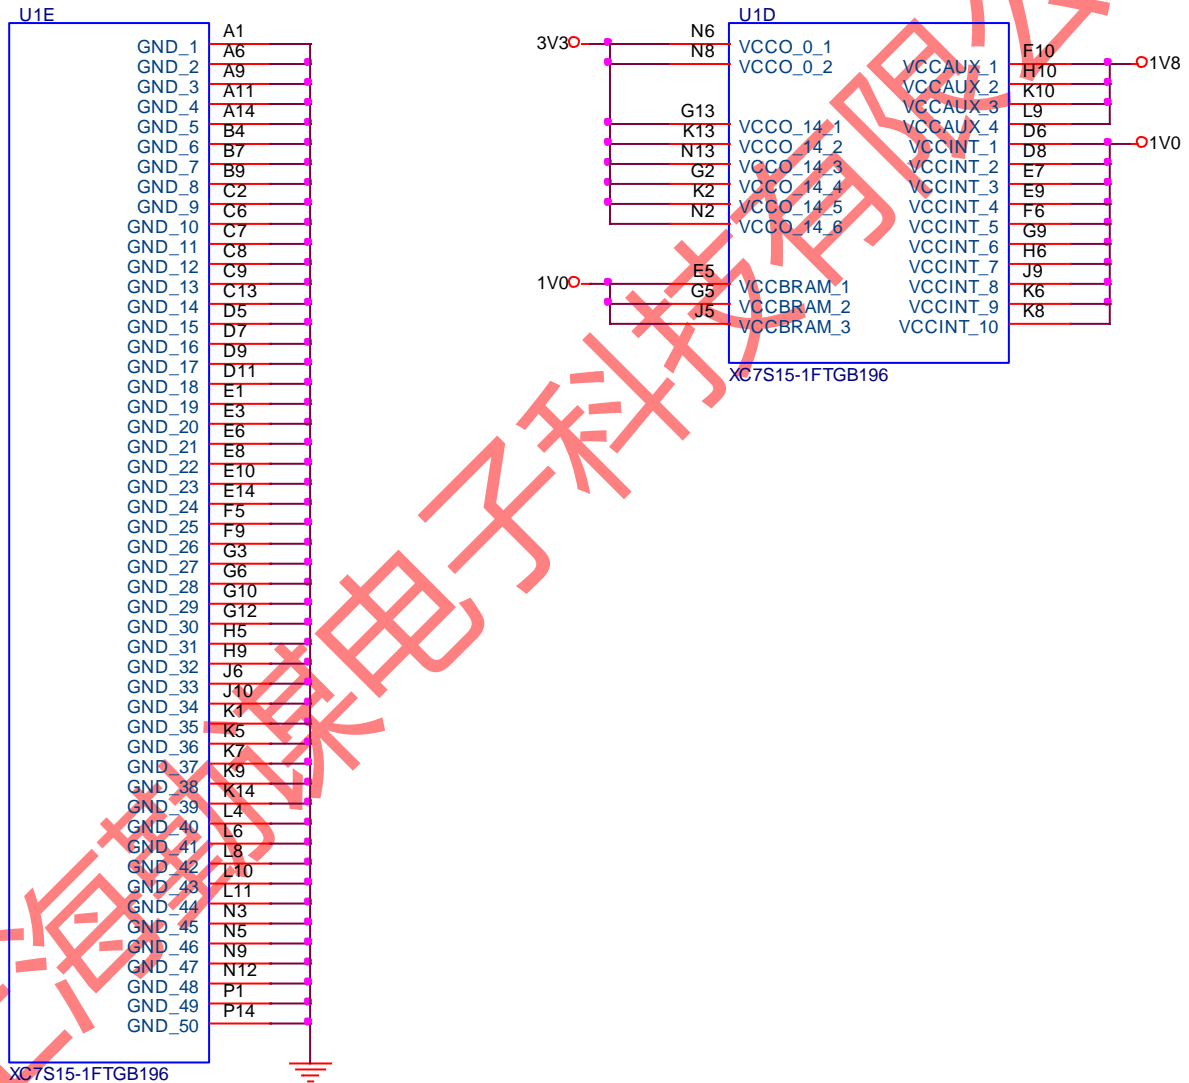 U1E
GND_1 A1
GND_2 A6
GND_3 A9
GND_4 A11
GND_5 A14
GND_6 B4
GND_7 B7
GND_8 B9
GND_9 C2
GND_10 C6
GND_11 C7
GND_12 C8
GND_13 C9
GND_14 C13
GND_15 D5
GND_16 D7
GND_17 D9
GND_18 D11
GND_19 E1
GND_20 E3
GND_21 E6
GND_22 E8
GND_23 E10
GND_24 E14
GND_25 F5
GND_26 F9
GND_27 G3
GND_28 G6
GND_29 G10
GND_30 G12
GND_31 H5
GND_32 H9
GND_33 J6
GND_34 J10
GND_35 K1
GND_36 K5
GND_37 K7
GND_38 K9
GND_39 K14
GND_40 L4
GND_41 L6
GND_42 L8
GND_43 L10
GND_44 L11
GND_45 N3
GND_46 N5
GND_47 N9
GND_48 N12
GND_49 P1
GND_50 P14
XC7S15-1FTGB196
U1D
3V3
N6 VCCO_0_1
N8 VCCO_0_2
G13 VCCO_14_1
K13 VCCO_14_2
N13 VCCO_14_3
G2 VCCO_14_4
K2 VCCO_14_5
N2 VCCO_14_6
1V0
E5 VCCBRAM_1
G5 VCCBRAM_2
J5 VCCBRAM_3
VCCAUX_1 F10
1V8
VCCAUX_2 H10
VCCAUX_3 K10
VCCAUX_4 L9
VCCINT_1 D6
1V0
VCCINT_2 D8
VCCINT_3 E7
VCCINT_4 E9
VCCINT_5 F6
VCCINT_6 G9
VCCINT_7 H6
VCCINT_8 J9
VCCINT_9 K6
VCCINT_10 K8
XC7S15-1FTGB196
上海勤谋电子科技有限公